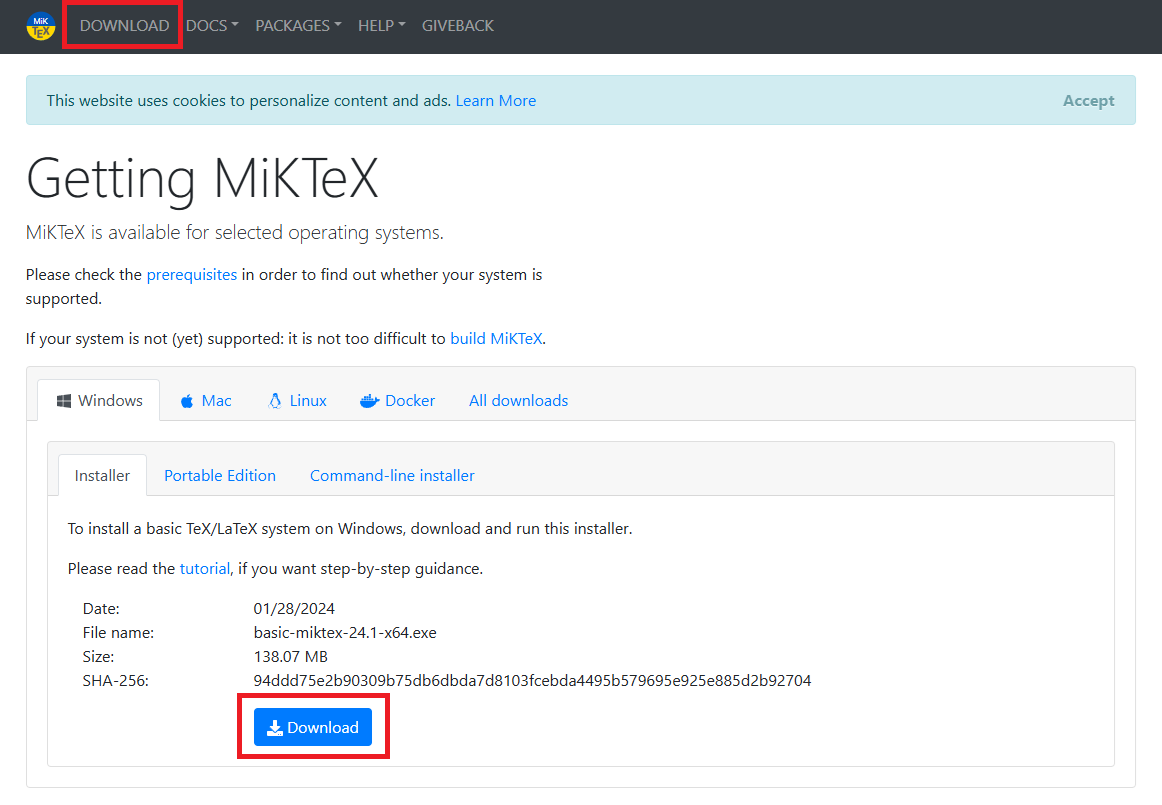 MiK
TEX
DOWNLOAD DOCS PACKAGES HELP GIVEBACK
This website uses cookies to personalize content and ads. Learn More Accept
Getting MiKTeX
MiKTeX is available for selected operating systems.
Please check the prerequisites in order to find out whether your system is
supported.
If your system is not (yet) supported: it is not too difficult to build MiKTeX.
Windows Mac Linux Docker All downloads
Installer Portable Edition Command-line installer
To install a basic TeX/LaTeX system on Windows, download and run this installer.
Please read the tutorial, if you want step-by-step guidance.
Date: 01/28/2024
File name: basic-miktex-24.1-x64.exe
Size: 138.07 MB
SHA-256: 94ddd75e2b90309b75db6dbda7d8103fcebda4495b579695e925e885d2b92704
Download